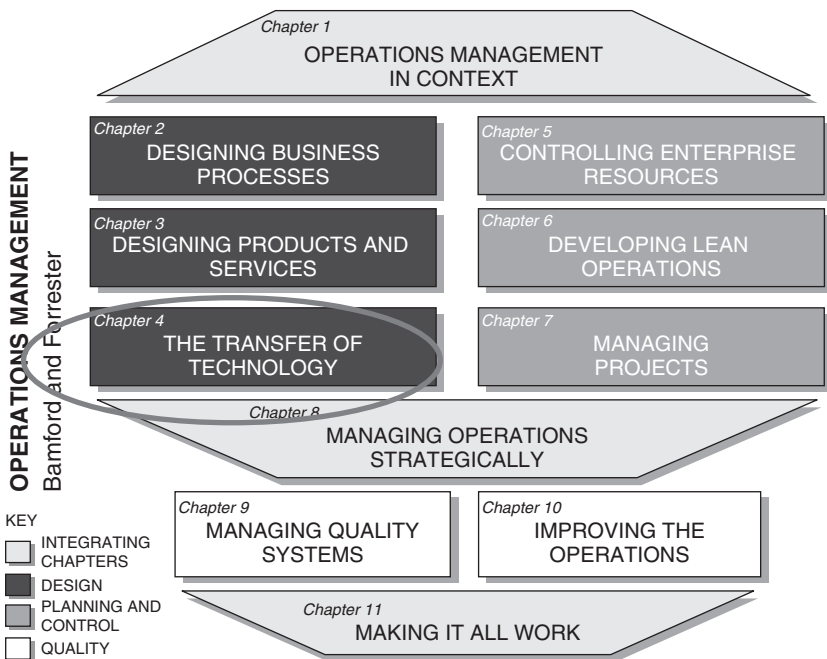 Chapter 1
OPERATIONS MANAGEMENT
IN CONTEXT
Chapter 2
DESIGNING BUSINESS
PROCESSES
Chapter 5
CONTROLLING ENTERPRISE
RESOURCES
Chapter 3
DESIGNING PRODUCTS AND
SERVICES
Chapter 6
DEVELOPING LEAN
OPERATIONS
Chapter 4
THE TRANSFER OF
TECHNOLOGY
Chapter 7
MANAGING
PROJECTS
Chapter 8
MANAGING OPERATIONS
STRATEGICALLY
Chapter 9
MANAGING QUALITY
SYSTEMS
Chapter 10
IMPROVING THE
OPERATIONS
Chapter 11
MAKING IT ALL WORK
OPERATIONS MANAGEMENT
Bamford and Forrester
KEY
INTEGRATING
CHAPTERS
DESIGN
PLANNING AND
CONTROL
QUALITY